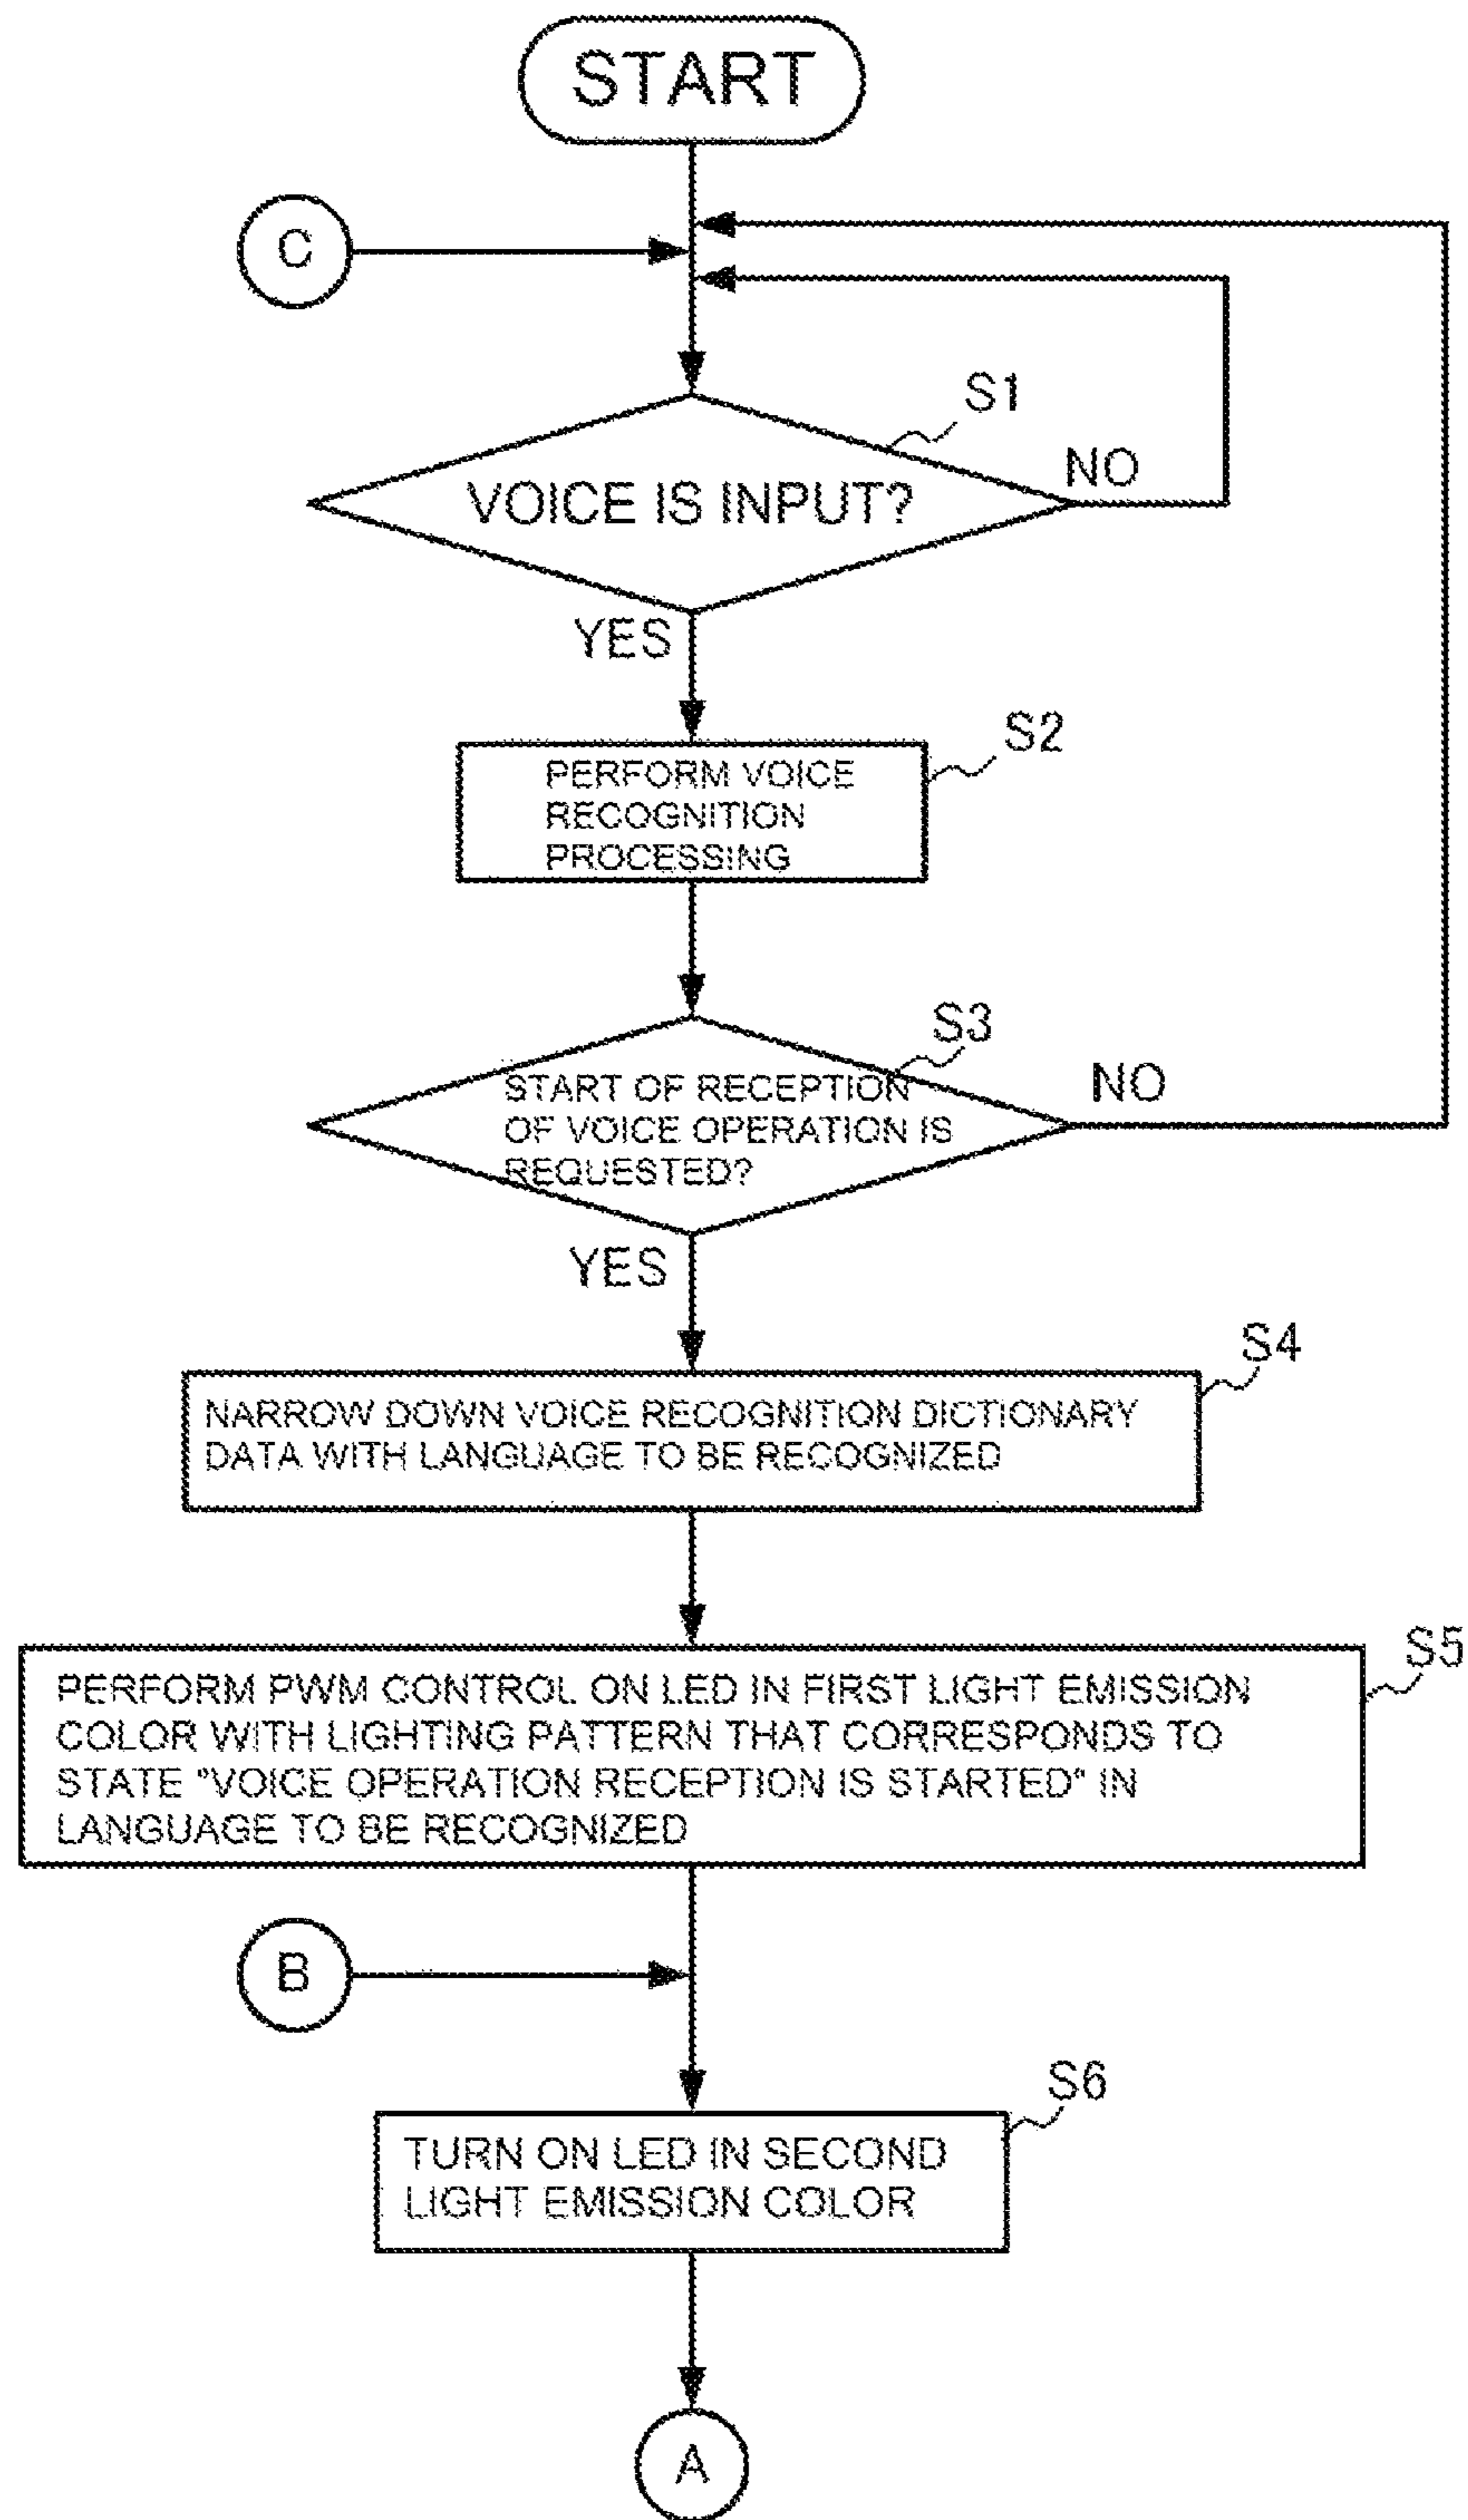 START
C
S1
NO
VOICE IS INPUT?
YES
S2
PERFORM VOICE
RECOGNITION
PROCESSING
S3
NO
START OF RECEPTION
OF VOICE OPERATION IS
REQUESTED?
YES
S4
NARROW DOWN VOICE RECOGNITION DICTIONARY
DATA WITH LANGUAGE TO BE RECOGNIZED
S5
PERFORM PWM CONTROL ON LED IN FIRST LIGHT EMISSION
COLOR WITH LIGHTING PATTERN THAT CORRESPONDS TO
STATE "VOICE OPERATION RECEPTION IS STARTED" IN
LANGUAGE TO BE RECOGNIZED
B
S6
TURN ON LED IN SECOND
LIGHT EMISSION COLOR
A